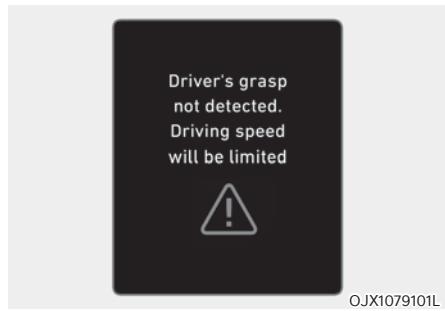 Driver's grasp
not detected.
Driving speed
will be limited
OJX1079101L